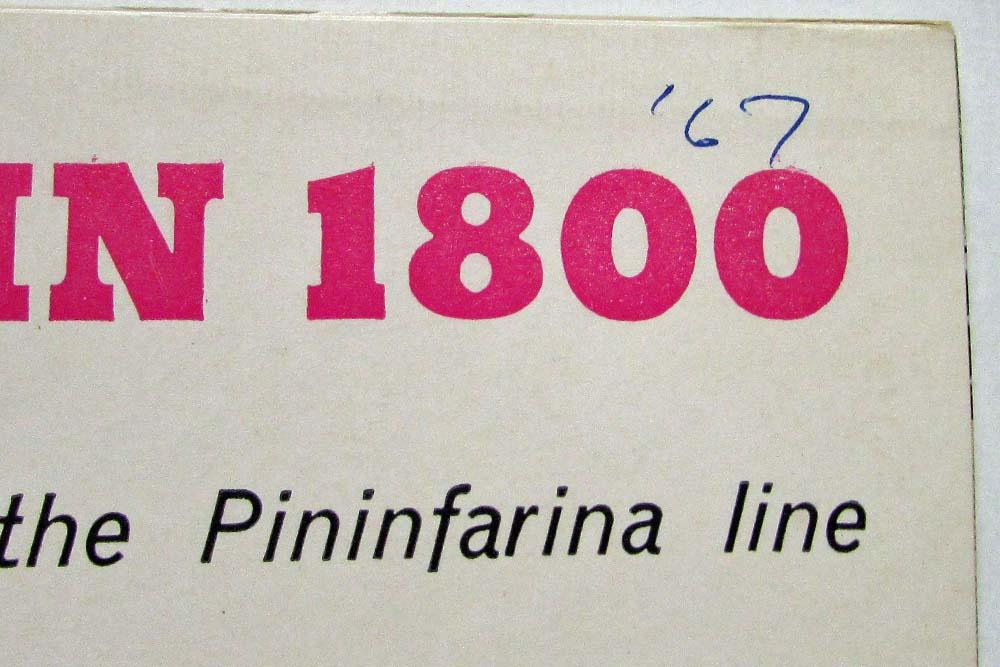 '67
IN 1800
the Pininfarina line